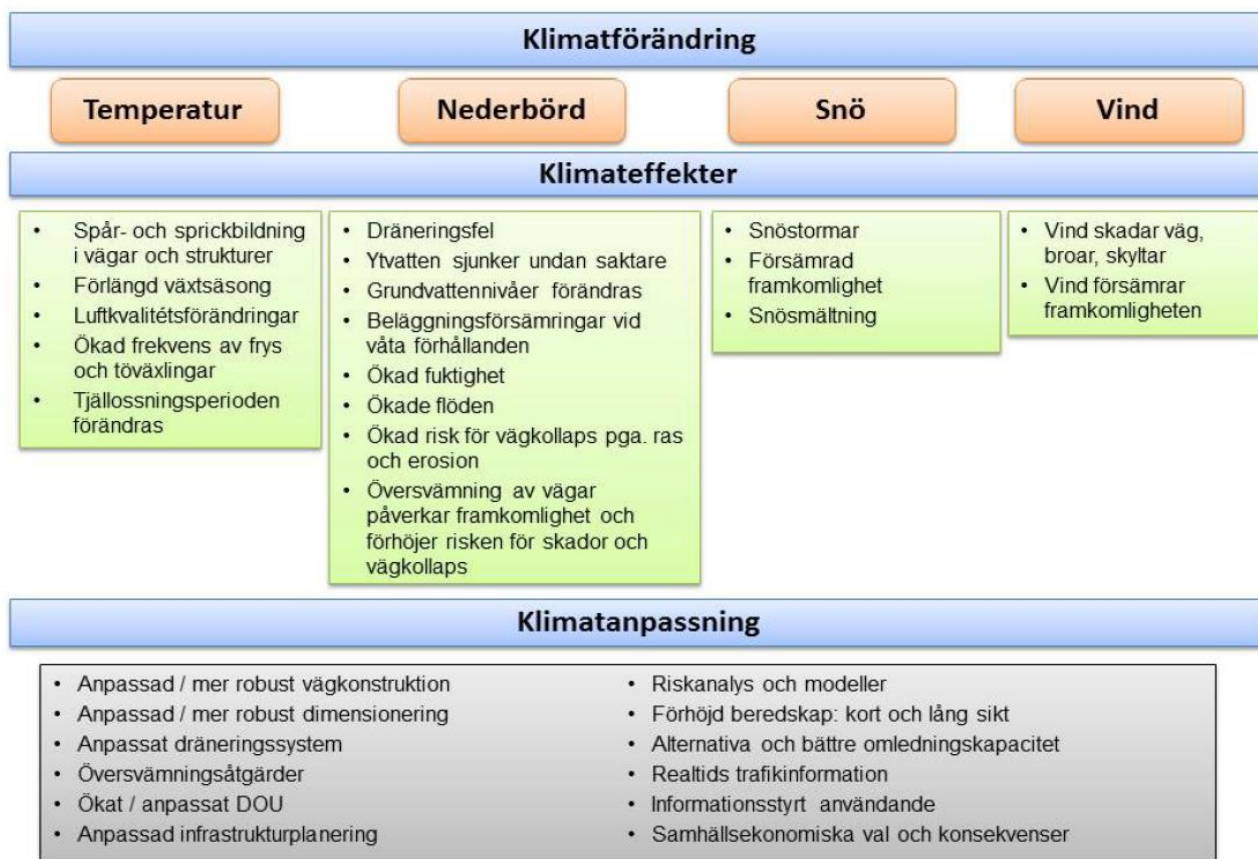 Klimatförändring
Temperatur
Nederbörd
Snö
Vind
Klimateffekter
• Spår- och sprickbildning
i vägar och strukturer
• Förlängd växtsäsong
• Luftkvalitétsförändringar
• Ökad frekvens av frys
och töväxlingar
• Tjällossningsperioden
förändras
• Dräneringsfel
• Ytvatten sjunker undan saktare
• Grundvattennivåer förändras
• Beläggningsförsämringar vid
våta förhållanden
• Ökad fuktighet
• Ökade flöden
• Ökad risk för vägkollaps pga. ras
och erosion
• Översvämning av vägar
påverkar framkomlighet och
förhöjer risken för skador och
vägkollaps
• Snöstormar
• Försämrad
framkomlighet
• Snösmältning
• Vind skadar väg,
broar, skyltar
• Vind försämrar
framkomligheten
Klimatanpassning
• Anpassad / mer robust vägkonstruktion
• Anpassad / mer robust dimensionering
• Anpassat dräneringssystem
• Översvämningsåtgärder
• Ökat / anpassat DOU
• Anpassad infrastrukturplanering
• Riskanalys och modeller
• Förhöjd beredskap: kort och lång sikt
• Alternativa och bättre omledningskapacitet
• Realtids trafikinformation
• Informationsstyrt användande
• Samhällsekonomiska val och konsekvenser